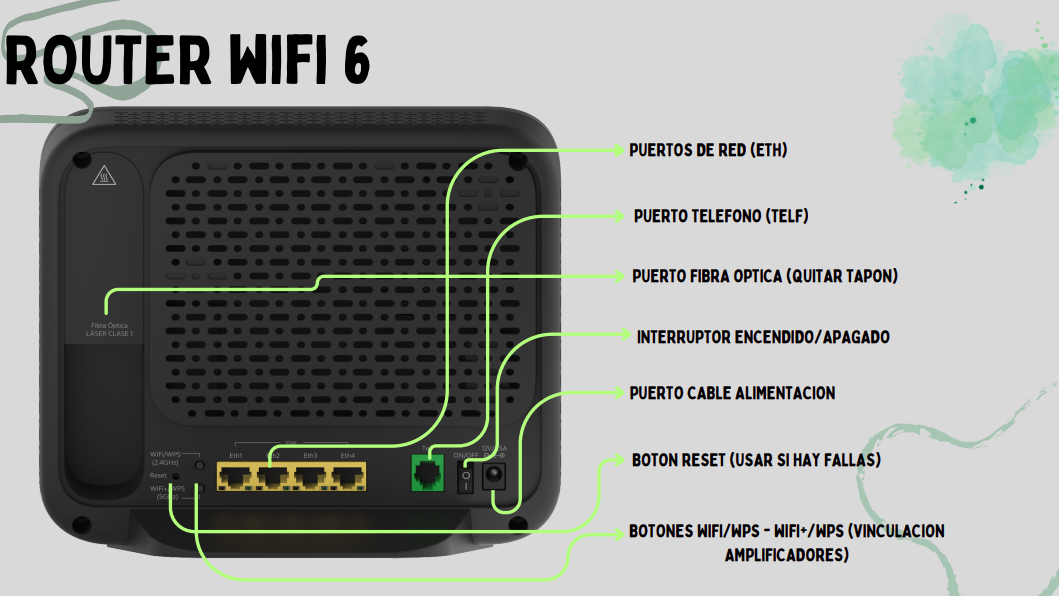 ROUTER WIFI 6
PUERTOS DE RED (ETH)
PUERTO TELEFONO (TELF)
PUERTO FIBRA OPTICA (QUITAR TAPON)
INTERRUPTOR ENCENDIDO/APAGADO
PUERTO CABLE ALIMENTACION
BOTON RESET (USAR SI HAY FALLAS)
BOTONES WIFI/WPS - WIFI+/WPS (VINCULACION
AMPLIFICADORES)
Fibra Óptica
LÁSER CLASE 1
WiFi/WPS
(2.4GHz)
Reset
WiFi+/WPS
(5GHz)
Eth1
Eth2
Eth3
Eth4
ON/OFF